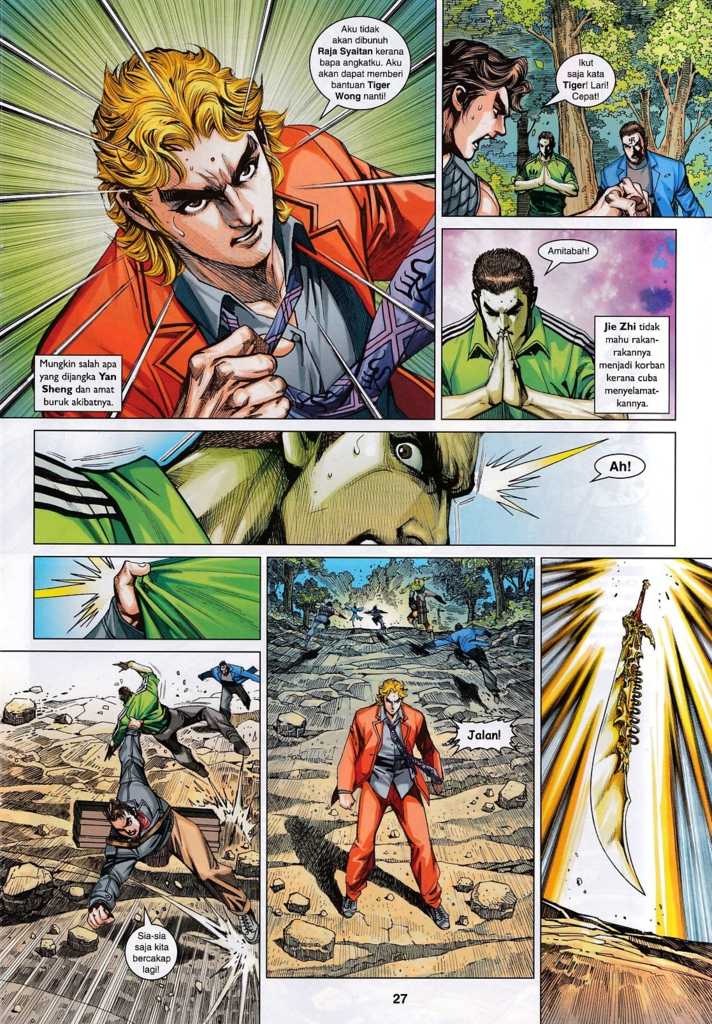 Aku tidak
akan dibunuh
Raja Syaitan kerana
bapa angkatku. Aku
akan dapat memberi
bantuan Tiger
Wong nanti!
Mungkin salah apa
yang dijangka Yan
Sheng dan amat
buruk akibatnya.
Ikut
saja kata
Tiger! Lari!
Cepat!
Amitabah!
Jie Zhi tidak
mahu rakan-
rakannya
menjadi korban
kerana cuba
menyelamat-
kannya.
Ah!
Sia-sia
saja kita
bercakap
lagi!
Jalan!
27